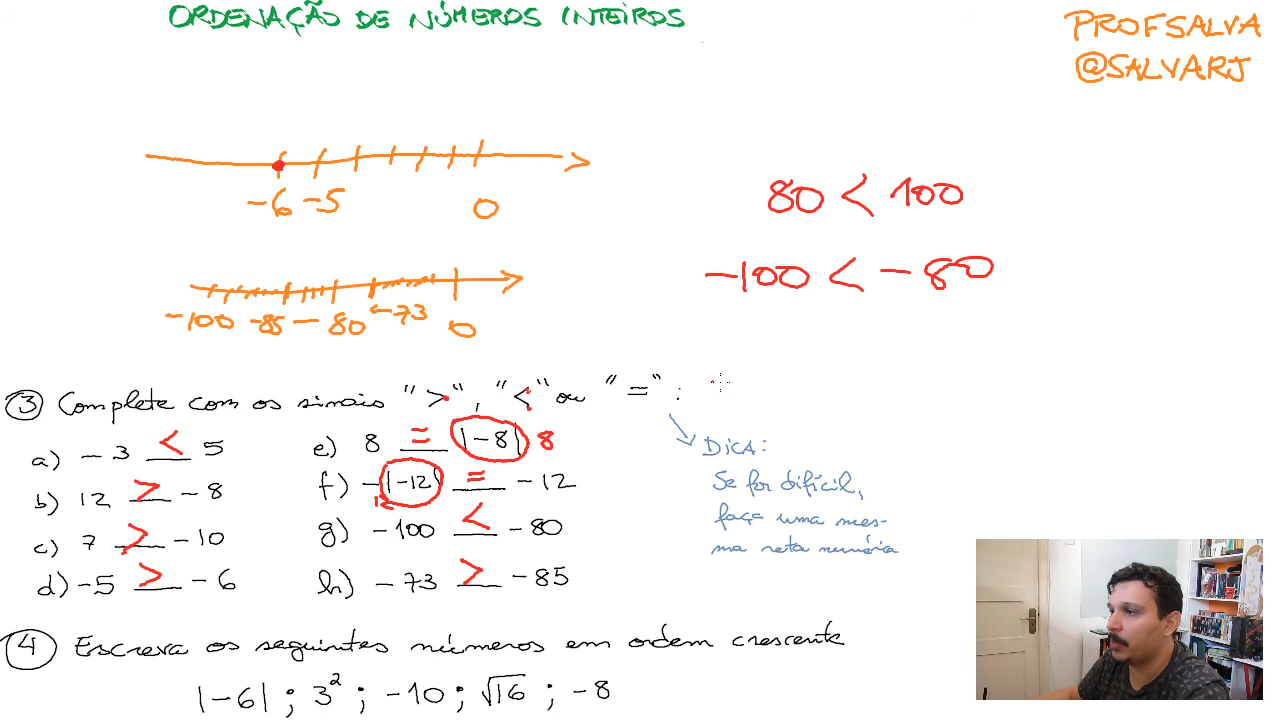 ORDENAÇÃO DE NÚMEROS INTEIROS
PROFSALVA
@SALVARJ
-6 -5 0
80 < 100
-100 < -80
-100 -85 -80 -73 0
③ Complete com os sinais ">", "<" ou "=":
a) -3 < 5
b) 12 > -8
c) 7 > -10
d) -5 > -6
e) 8 = |-8| 8
f) -|-12| = -12
12
g) -100 < -80
h) -73 > -85
DICA:
Se for difícil,
faça uma mes-
ma reta numérica
④ Escreva os seguintes números em ordem crescente
|-6| ; 3² ; -10 ; √16 ; -8